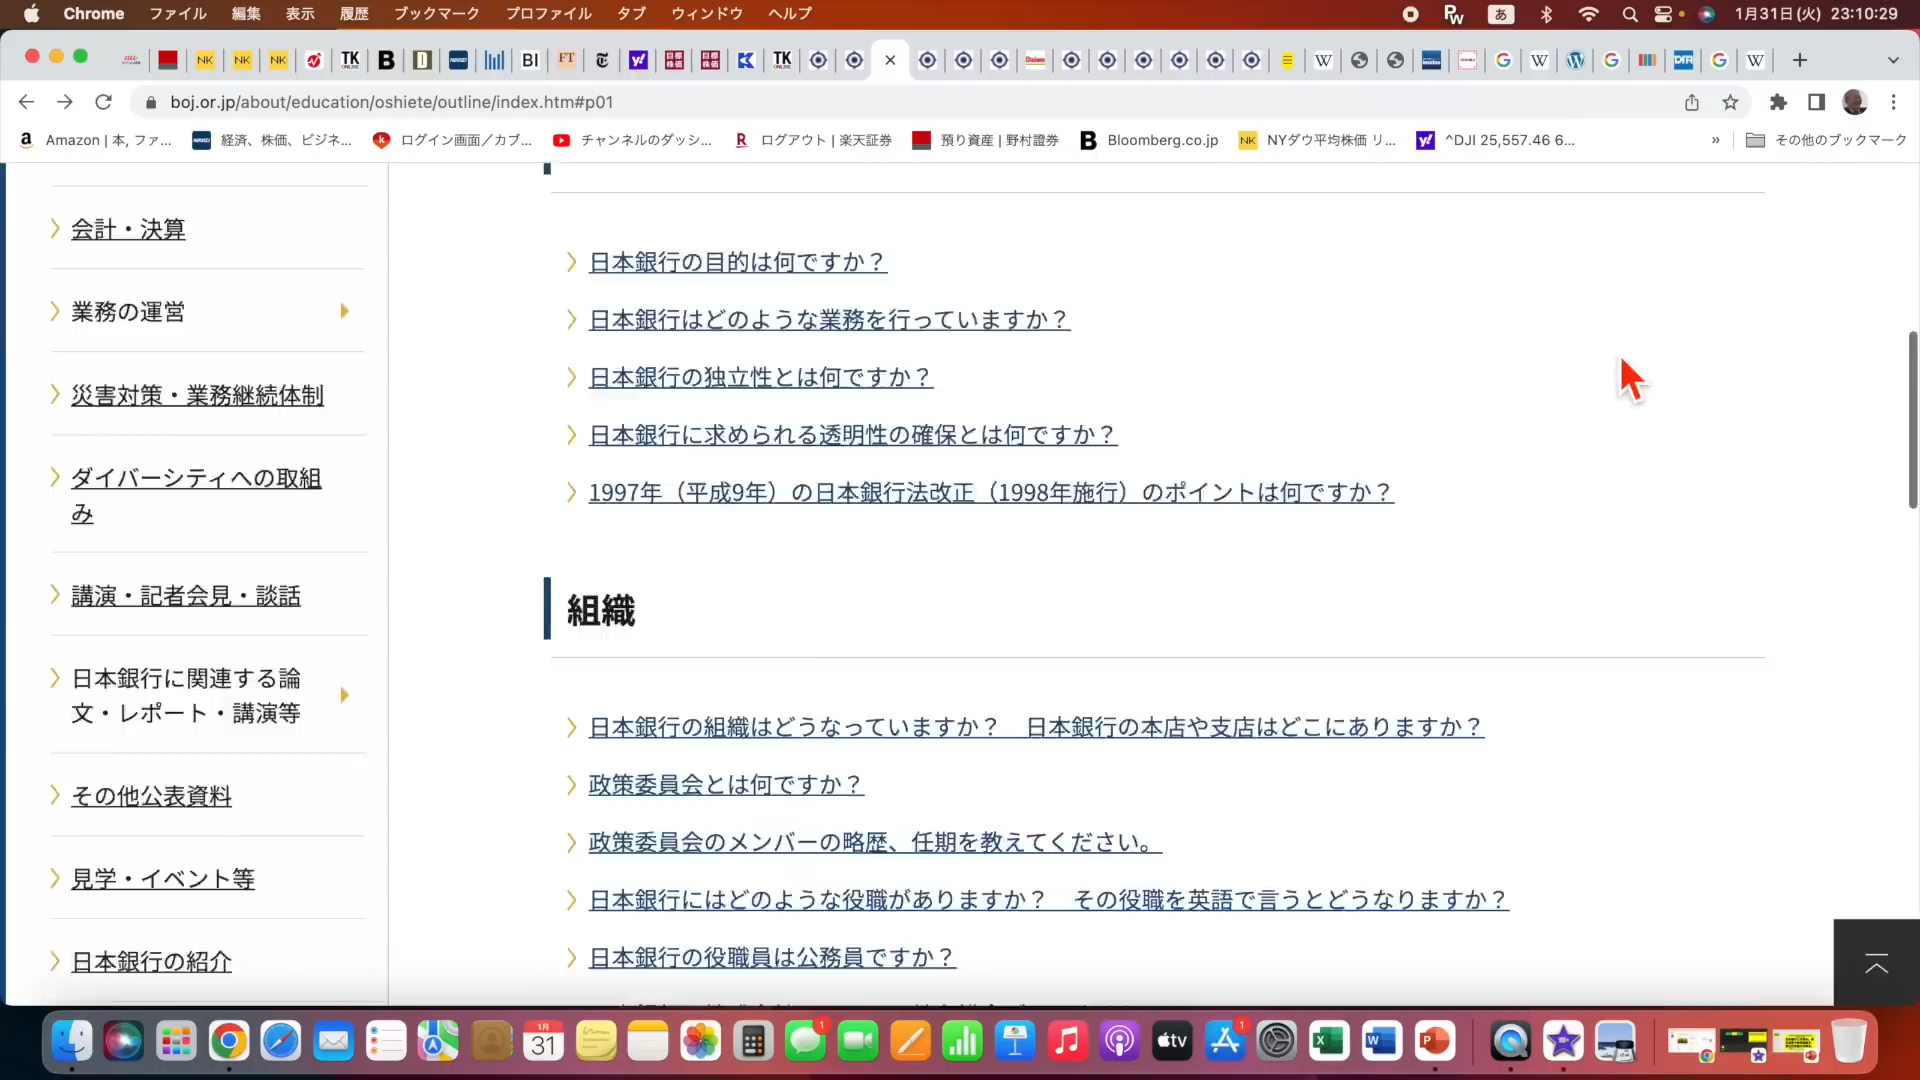 Chrome ファイル 編集 表示 履歴 ブックマーク プロファイル タブ ウィンドウ ヘルプ
あ 1月31日(火) 23:10:29
boj.or.jp/about/education/oshiete/outline/index.htm#p01
Amazon | 本, ファ... 経済、株価、ビジネ... ログイン画面／カブ... チャンネルのダッシ... ログアウト | 楽天証券 預り資産 | 野村證券 Bloomberg.co.jp NYダウ平均株価 リ... ^DJI 25,557.46 6... » その他のブックマーク
会計・決算
業務の運営
災害対策・業務継続体制
ダイバーシティへの取組
み
講演・記者会見・談話
日本銀行に関連する論
文・レポート・講演等
その他公表資料
見学・イベント等
日本銀行の紹介
日本銀行の目的は何ですか？
日本銀行はどのような業務を行っていますか？
日本銀行の独立性とは何ですか？
日本銀行に求められる透明性の確保とは何ですか？
1997年（平成9年）の日本銀行法改正（1998年施行）のポイントは何ですか？
組織
日本銀行の組織はどうなっていますか？　日本銀行の本店や支店はどこにありますか？
政策委員会とは何ですか？
政策委員会のメンバーの略歴、任期を教えてください。
日本銀行にはどのような役職がありますか？　その役職を英語で言うとどうなりますか？
日本銀行の役職員は公務員ですか？
1月
31
tv